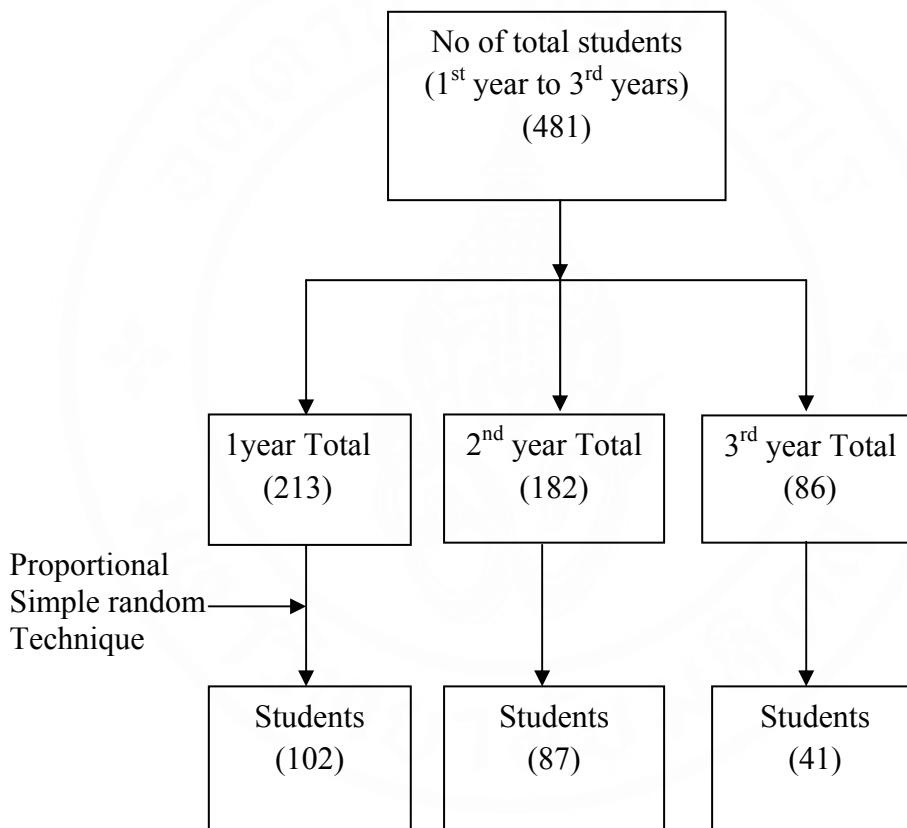 No of total students
(1st year to 3rd years)
(481)
1year Total
(213)
2nd year Total
(182)
3rd year Total
(86)
Proportional
Simple random
Technique
Students
(102)
Students
(87)
Students
(41)